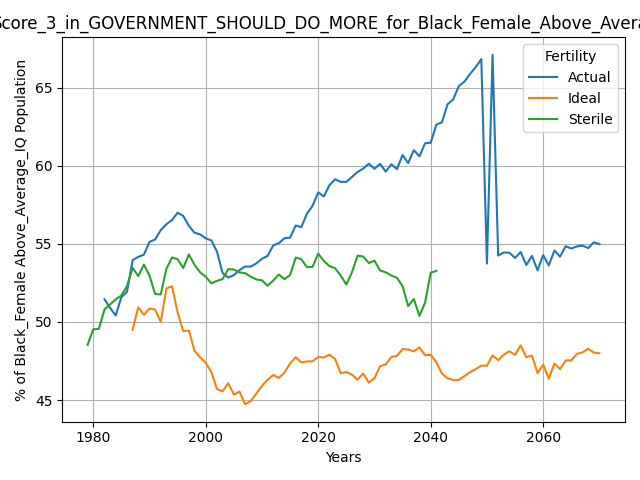 Score_3_in_GOVERNMENT_SHOULD_DO_MORE_for_Black_Female_Above_Avera
% of Black_Female Above_Average_IQ Population
65
60
55
50
45
1980
2000
2020
2040
2060
Years
Fertility
Actual
Ideal
Sterile